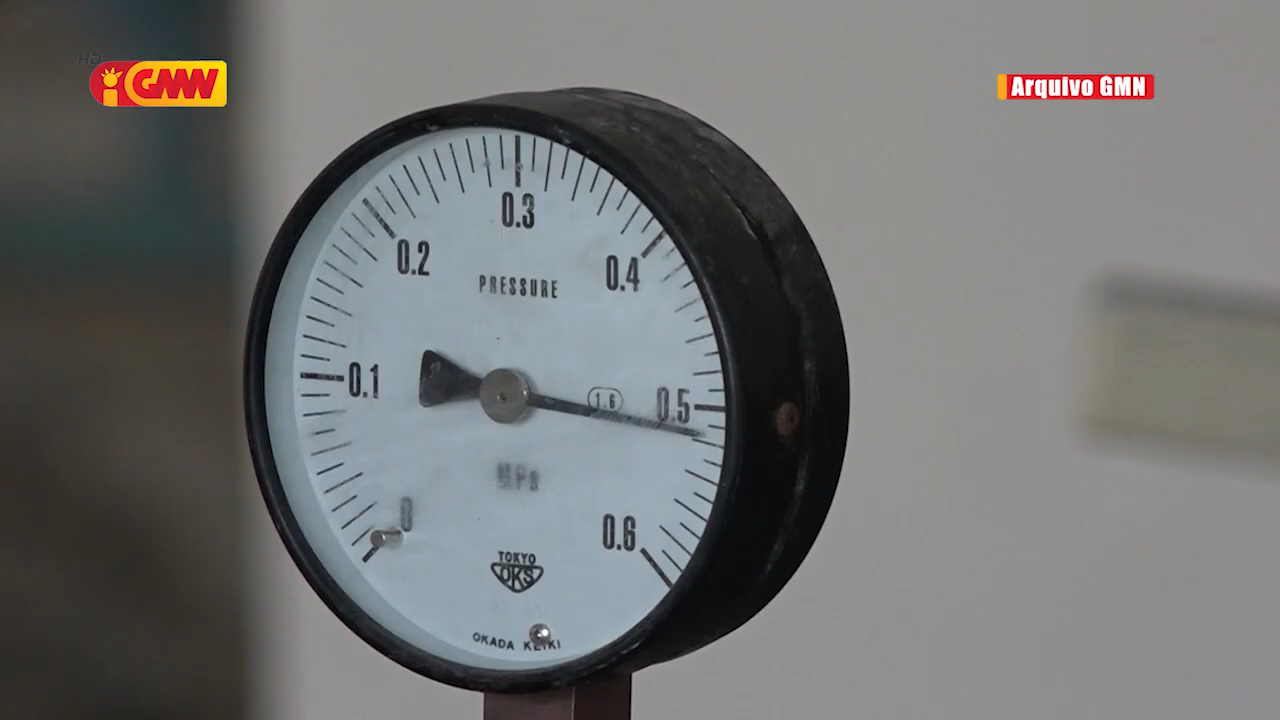 HD
GMN
Arquivo GMN
0.3
0.2
0.4
PRESSURE
0.1
1.6
0.5
MPa
0
0.6
TOKYO
OKS
OKADA KEIKI